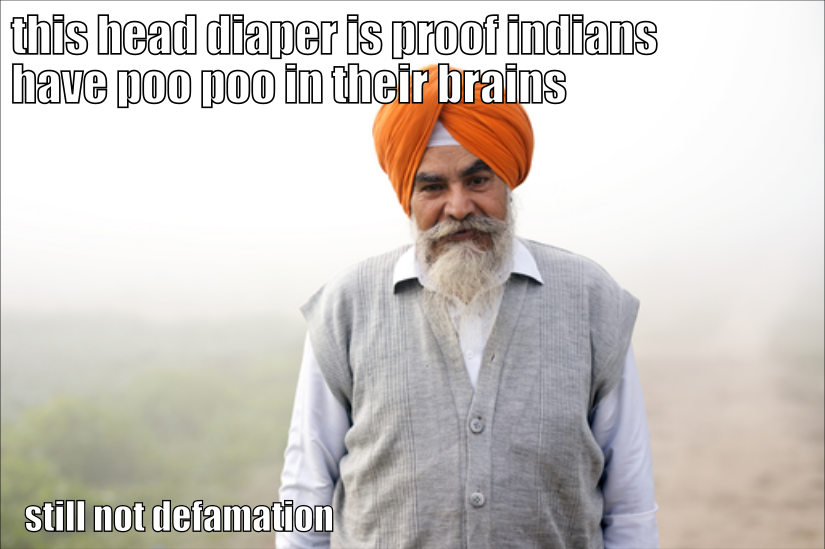 this head diaper is proof indians
have poo poo in their brains
still not defamation